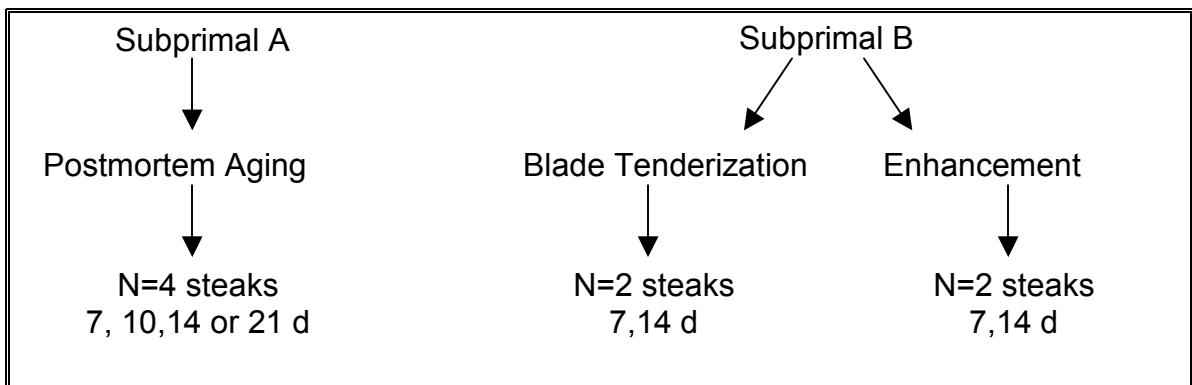 Subprimal A
Subprimal B
Postmortem Aging
Blade Tenderization
Enhancement
N=4 steaks
7, 10,14 or 21 d
N=2 steaks
7,14 d
N=2 steaks
7,14 d